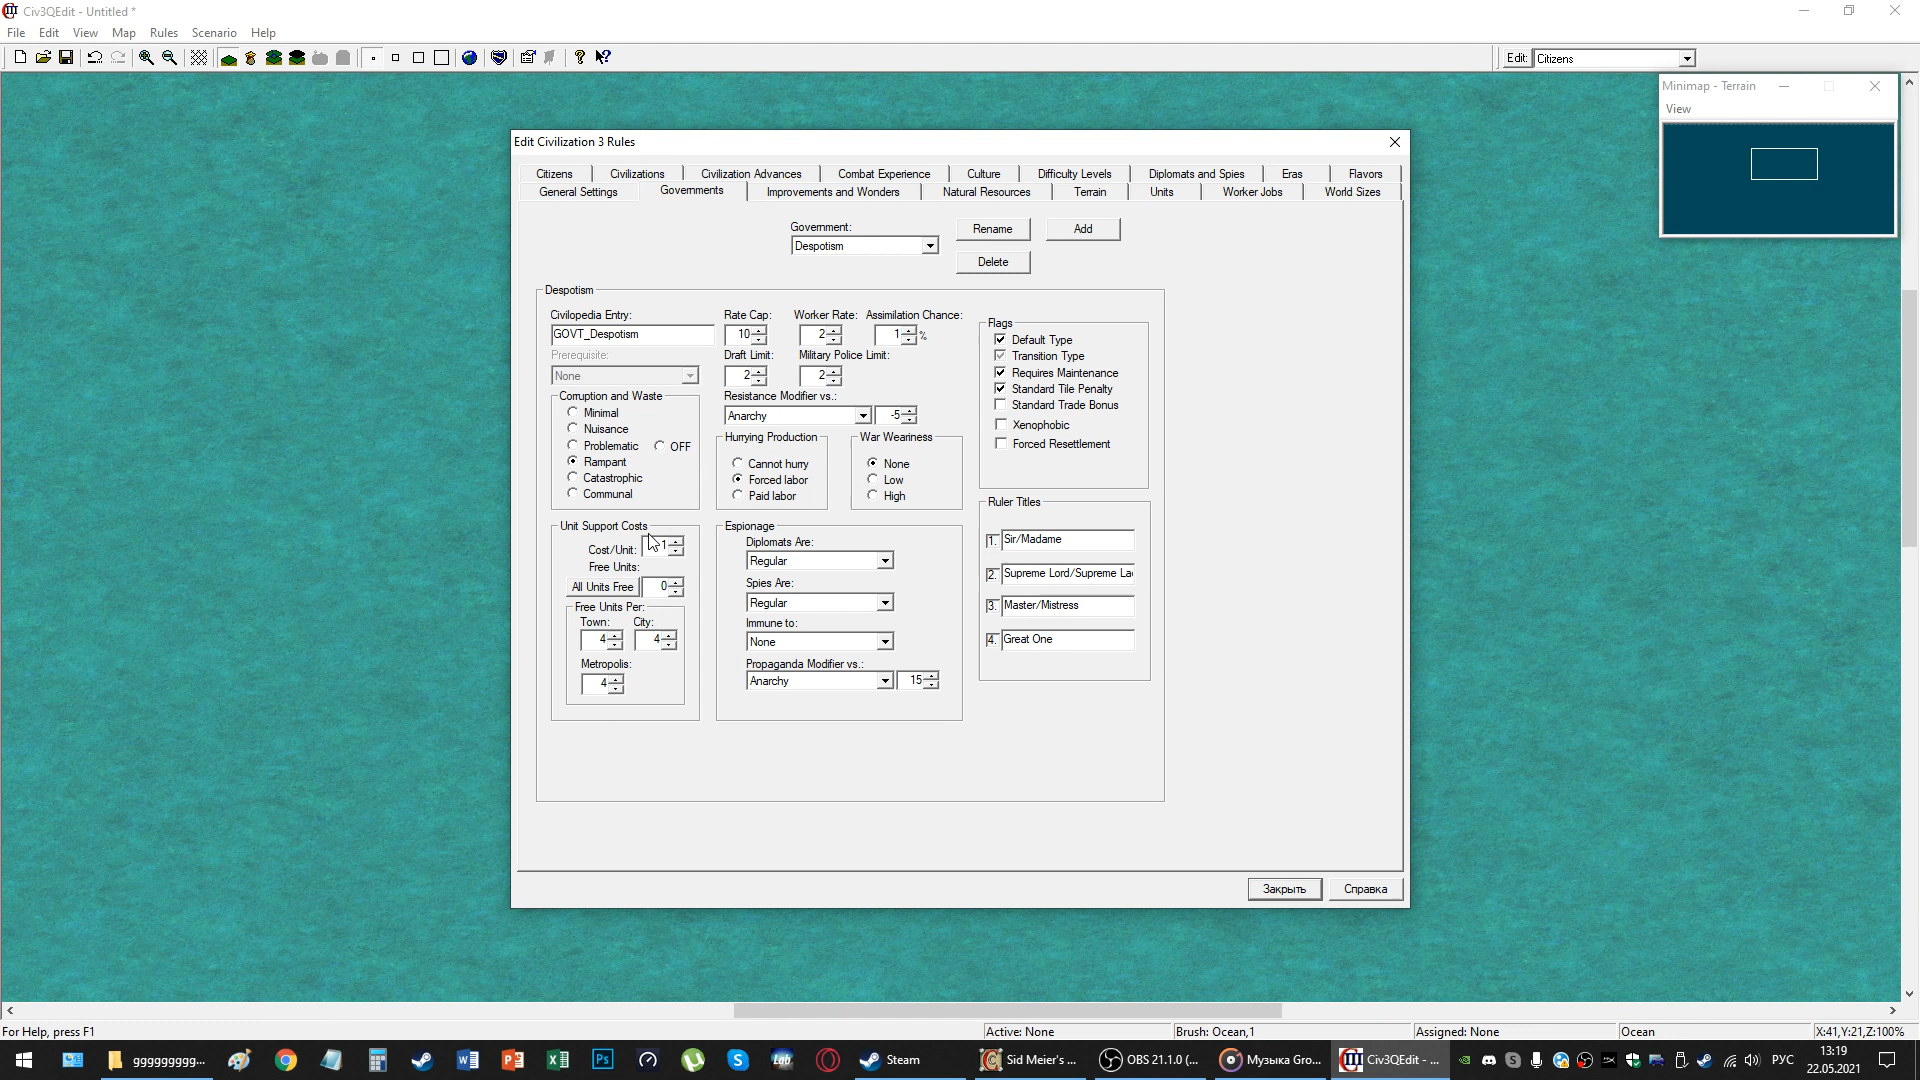 Civ3QEdit - Untitled *
File Edit View Map Rules Scenario Help
Edit: Citizens
Minimap - Terrain
View
Edit Civilization 3 Rules
Citizens Civilizations Civilization Advances Combat Experience Culture Difficulty Levels Diplomats and Spies Eras Flavors
General Settings Governments Improvements and Wonders Natural Resources Terrain Units Worker Jobs World Sizes
Government:
Despotism
Rename Add
Delete
Despotism
Civilopedia Entry: Rate Cap: Worker Rate: Assimilation Chance:
GOVT_Despotism 10 2 1 %
Prerequisite: Draft Limit: Military Police Limit:
None 2 2
Corruption and Waste
Minimal
Nuisance
Problematic OFF
Rampant
Catastrophic
Communal
Resistance Modifier vs.:
Anarchy -5
Hurrying Production
Cannot hurry
Forced labor
Paid labor
War Weariness
None
Low
High
Flags
Default Type
Transition Type
Requires Maintenance
Standard Tile Penalty
Standard Trade Bonus
Xenophobic
Forced Resettlement
Unit Support Costs
Cost/Unit: 1
Free Units:
All Units Free 0
Free Units Per:
Town: City:
4 4
Metropolis:
4
Espionage
Diplomats Are:
Regular
Spies Are:
Regular
Immune to:
None
Propaganda Modifier vs.:
Anarchy 15
Ruler Titles
1. Sir/Madame
2. Supreme Lord/Supreme La
3. Master/Mistress
4. Great One
Закрыть Справка
For Help, press F1 Active: None Brush: Ocean,1 Assigned: None Ocean X:41,Y:21,Z:100%
ggggggggg... Steam Sid Meier's ... OBS 21.1.0 (... Музыка Gro... Civ3QEdit - ... РУС 13:19
22.05.2021